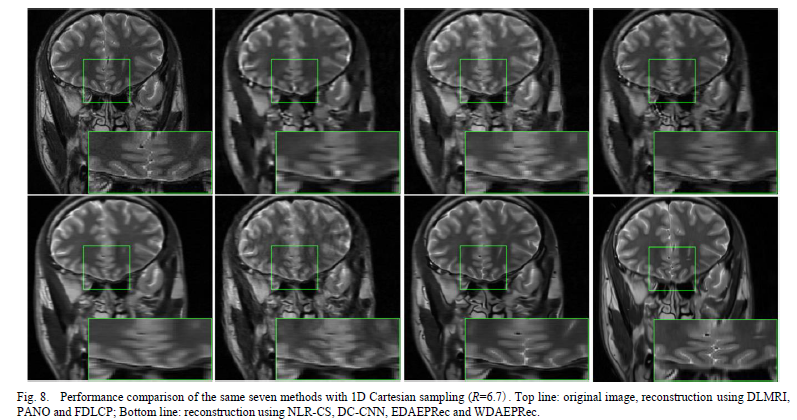 Fig. 8. Performance comparison of the same seven methods with 1D Cartesian sampling (R=6.7) . Top line: original image, reconstruction using DLMRI,
PANO and FDLCP; Bottom line: reconstruction using NLR-CS, DC-CNN, EDAEPRec and WDAEPRec.